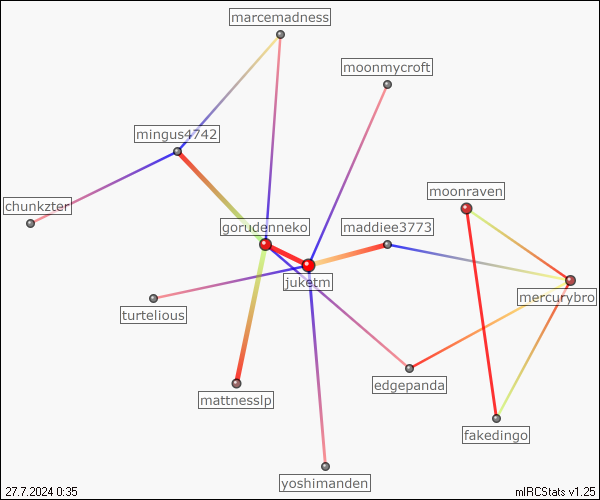 marcemadness
moonmycroft
mingus4742
moonraven
chunkzter
gorudenneko
maddiee3773
juketm
mercurybro
turtelious
edgepanda
mattnesslp
fakedingo
yoshimanden
27.7.2024 0:35
mIRCStats v1.25